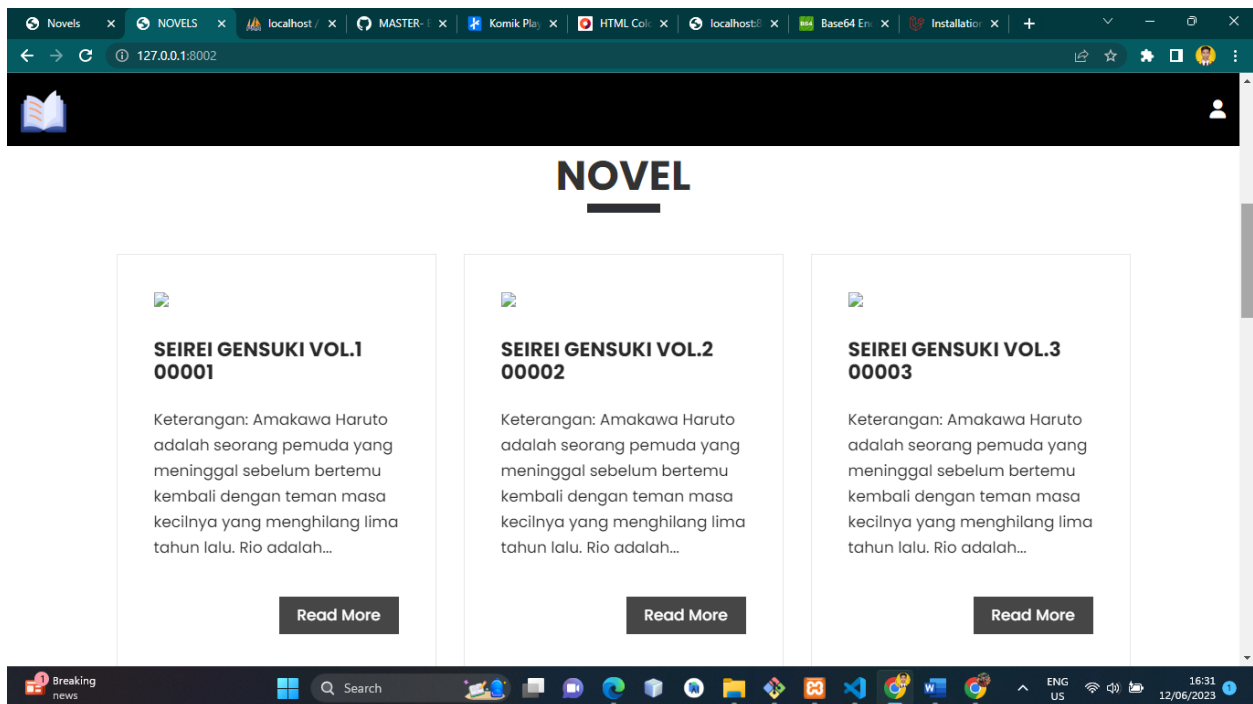 Novels
NOVELS
localhost /
MASTER-
Komik Play
HTML Colo
localhost:8
Base64 En
Installation
127.0.0.1:8002
NOVEL
SEIREI GENSUKI VOL.1
00001
Keterangan: Amakawa Haruto
adalah seorang pemuda yang
meninggal sebelum bertemu
kembali dengan teman masa
kecilnya yang menghilang lima
tahun lalu. Rio adalah...
Read More
SEIREI GENSUKI VOL.2
00002
Keterangan: Amakawa Haruto
adalah seorang pemuda yang
meninggal sebelum bertemu
kembali dengan teman masa
kecilnya yang menghilang lima
tahun lalu. Rio adalah...
Read More
SEIREI GENSUKI VOL.3
00003
Keterangan: Amakawa Haruto
adalah seorang pemuda yang
meninggal sebelum bertemu
kembali dengan teman masa
kecilnya yang menghilang lima
tahun lalu. Rio adalah...
Read More
1
Breaking
news
Search
ENG
US
16:31
12/06/2023
1